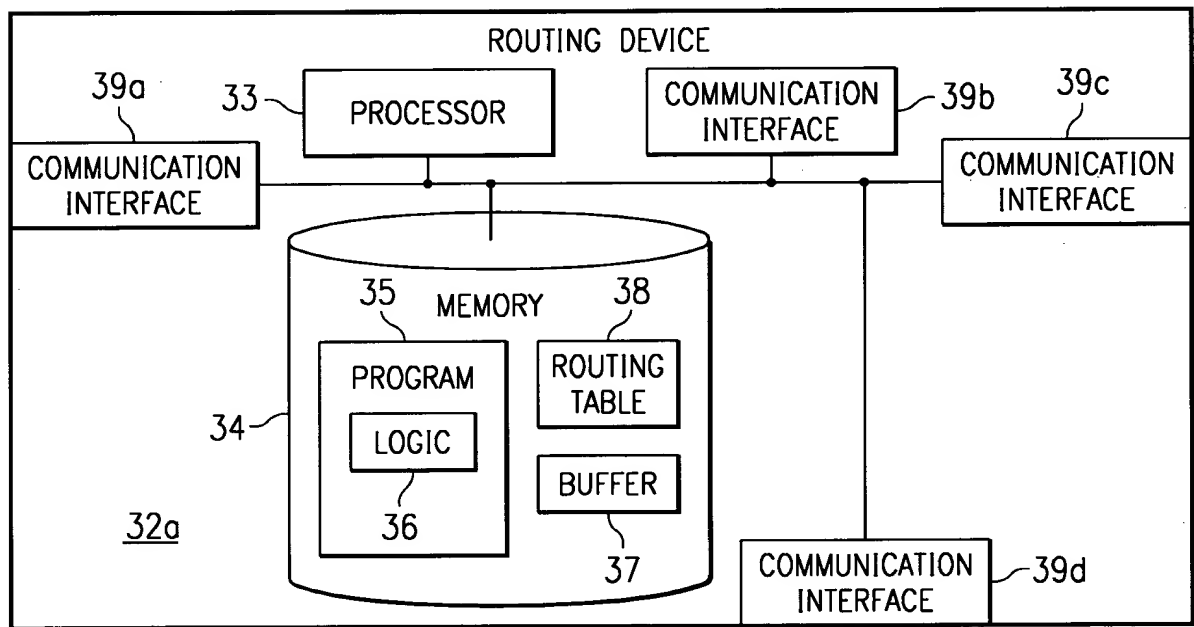 ROUTING DEVICE
39a
33
PROCESSOR
COMMUNICATION
INTERFACE
39b
39c
COMMUNICATION
INTERFACE
COMMUNICATION
INTERFACE
35
MEMORY
38
PROGRAM
ROUTING
TABLE
34
LOGIC
BUFFER
36
32a
37
COMMUNICATION
INTERFACE
39d